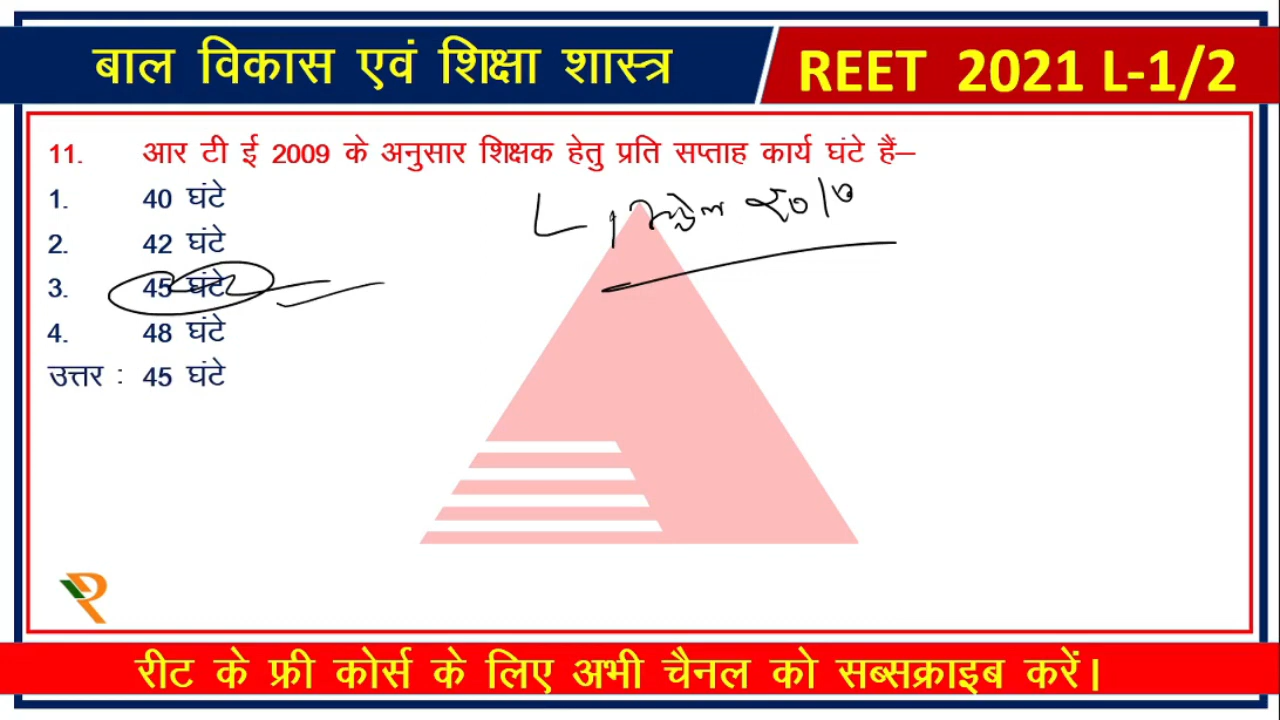 बाल विकास एवं शिक्षा शास्त्र
REET 2021 L-1/2
11. आर टी ई 2009 के अनुसार शिक्षक हेतु प्रति सप्ताह कार्य घंटे हैं–
1. 40 घंटे
2. 42 घंटे
3. 45 घंटे
4. 48 घंटे
उत्तर : 45 घंटे
रीट के फ्री कोर्स के लिए अभी चैनल को सब्सक्राइब करें।